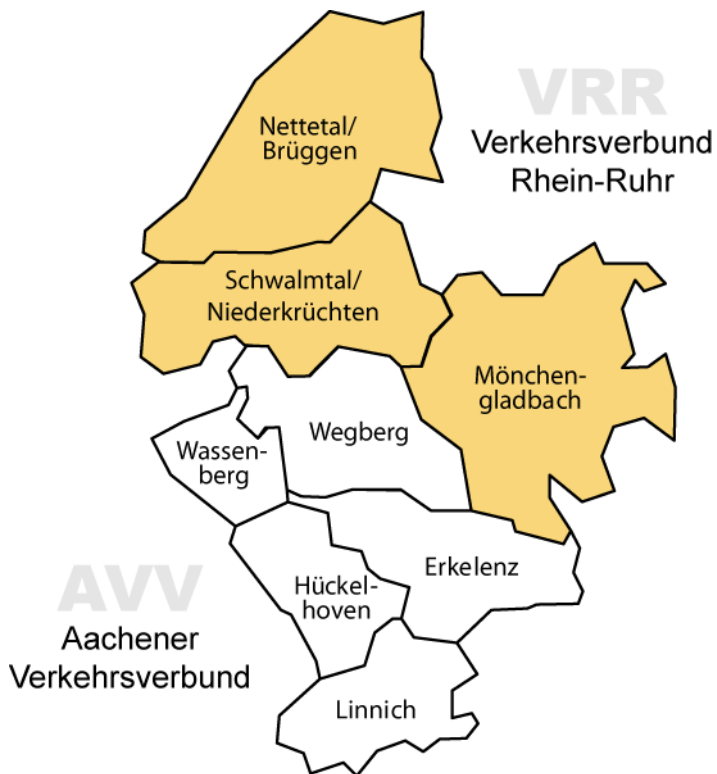 VRR
Verkehrsverbund
Rhein-Ruhr
Nettetal/
Brüggen
Schwalmtal/
Niederkrüchten
Mönchen-
gladbach
Wegberg
Wassen-
berg
Erkelenz
Hückel-
hoven
AVV
Aachener
Verkehrsverbund
Linnich